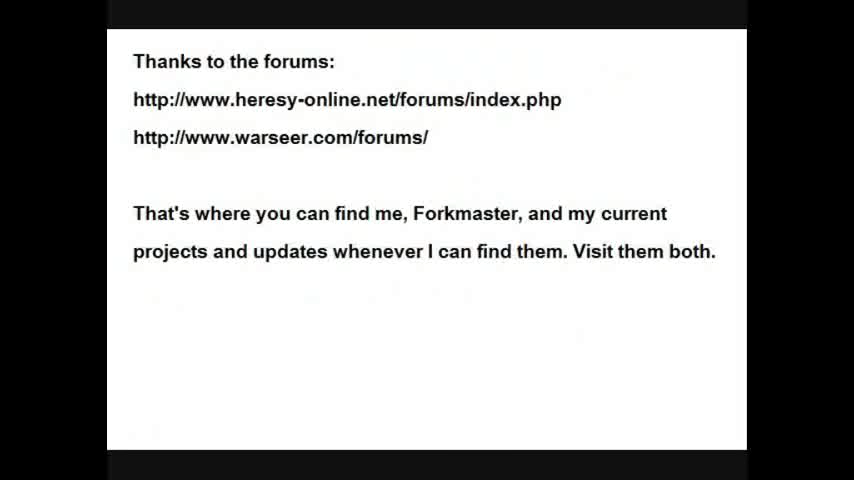 Thanks to the forums:
http://www.heresy-online.net/forums/index.php
http://www.warseer.com/forums/
That's where you can find me, Forkmaster, and my current
projects and updates whenever I can find them. Visit them both.